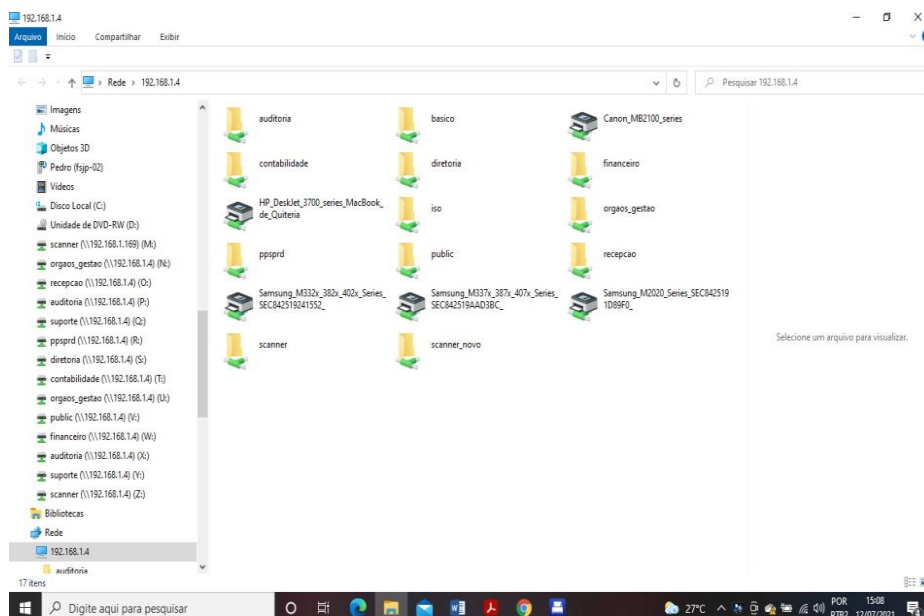 192.168.1.4
Arquivo Início Compartilhar Exibir
Rede > 192.168.1.4
Pesquisar 192.168.1.4
Imagens
Músicas
Objetos 3D
Pedro (fsjp-02)
Vídeos
Disco Local (C:)
Unidade de DVD-RW (D:)
scanner (\\192.168.1.169) (M:)
orgaos_gestao (\\192.168.1.4) (N:)
recepcao (\\192.168.1.4) (O:)
auditoria (\\192.168.1.4) (P:)
suporte (\\192.168.1.4) (Q:)
ppsprd (\\192.168.1.4) (R:)
diretoria (\\192.168.1.4) (S:)
contabilidade (\\192.168.1.4) (T:)
orgaos_gestao (\\192.168.1.4) (U:)
public (\\192.168.1.4) (V:)
financeiro (\\192.168.1.4) (W:)
auditoria (\\192.168.1.4) (X:)
suporte (\\192.168.1.4) (Y:)
scanner (\\192.168.1.4) (Z:)
Bibliotecas
Rede
192.168.1.4
auditoria
auditoria basico Canon_MB2100_series
contabilidade diretoria financeiro
HP_DeskJet_3700_series_MacBook_
de_Quiteria
iso orgaos_gestao
ppsprd public recepcao
Samsung_M332x_382x_402x_Series_
SEC842519241552_
Samsung_M337x_387x_407x_Series_
SEC842519AAD3BC_
Samsung_M2020_Series_SEC842519
1D89F0_
scanner scanner_novo
Selecione um arquivo para visualizar.
17 itens
Digite aqui para pesquisar
27°C
POR
PTB2
15:08
12/07/2021